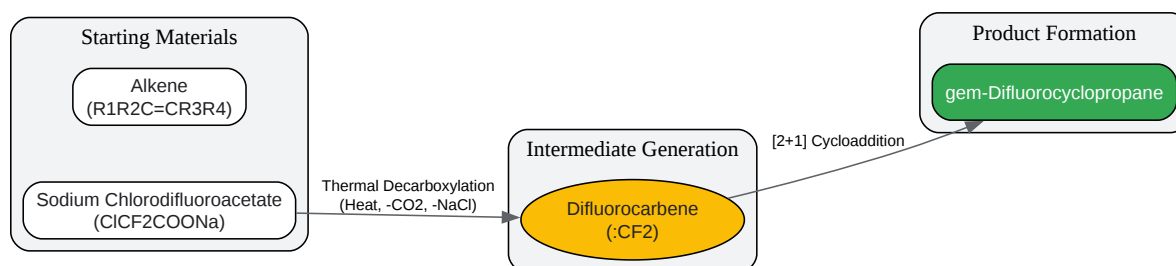 Starting Materials
Alkene
(R1R2C=CR3R4)
Sodium Chlorodifluoroacetate
(ClCF2COONa)
Thermal Decarboxylation
(Heat, -CO2, -NaCl)
Intermediate Generation
Difluorocarbene
(:CF2)
[2+1] Cycloaddition
Product Formation
gem-Difluorocyclopropane